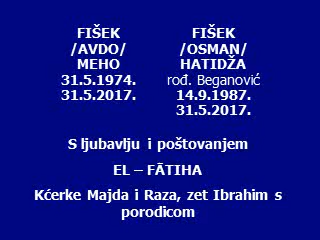 FIŠEK
/AVDO/
MEHO
31.5.1974.
31.5.2017.
FIŠEK
/OSMAN/
HATIDŽA
rođ. Beganović
14.9.1987.
31.5.2017.
S ljubavlju i poštovanjem
EL – FĀTIHA
Kćerke Majda i Raza, zet Ibrahim s
porodicom